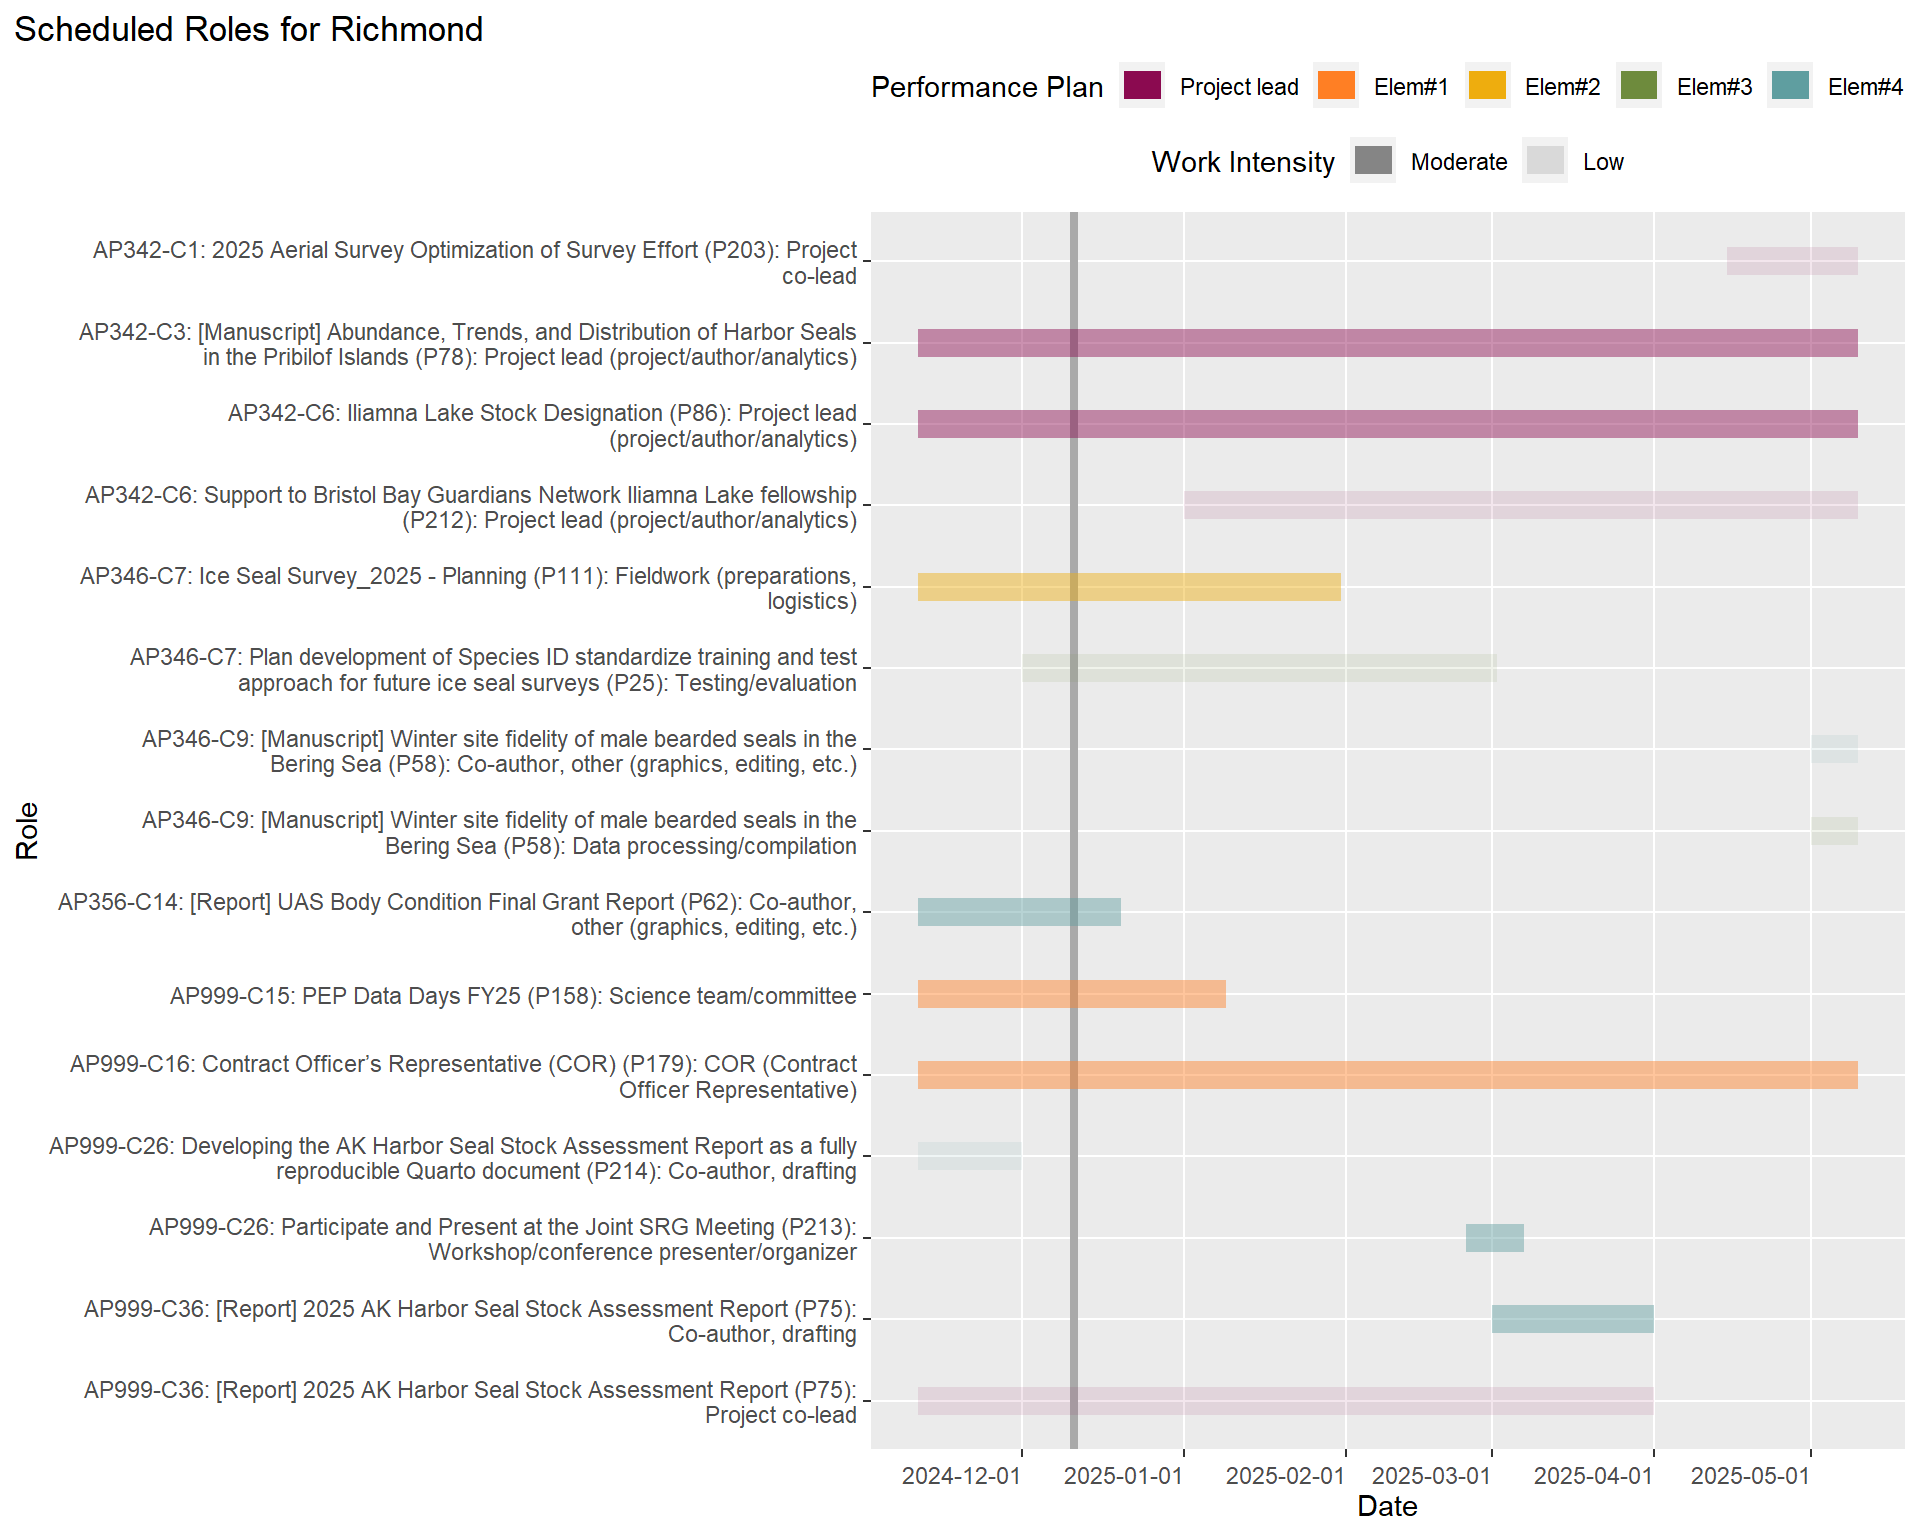 Scheduled Roles for Richmond
Performance Plan Project lead Elem#1 Elem#2 Elem#3 Elem#4
Work Intensity Moderate Low
AP342-C1: 2025 Aerial Survey Optimization of Survey Effort (P203): Project
co-lead
AP342-C3: [Manuscript] Abundance, Trends, and Distribution of Harbor Seals
in the Pribilof Islands (P78): Project lead (project/author/analytics)
AP342-C6: Iliamna Lake Stock Designation (P86): Project lead
(project/author/analytics)
AP342-C6: Support to Bristol Bay Guardians Network Iliamna Lake fellowship
(P212): Project lead (project/author/analytics)
AP346-C7: Ice Seal Survey_2025 - Planning (P111): Fieldwork (preparations,
logistics)
AP346-C7: Plan development of Species ID standardize training and test
approach for future ice seal surveys (P25): Testing/evaluation
AP346-C9: [Manuscript] Winter site fidelity of male bearded seals in the
Bering Sea (P58): Co-author, other (graphics, editing, etc.)
AP346-C9: [Manuscript] Winter site fidelity of male bearded seals in the
Bering Sea (P58): Data processing/compilation
AP356-C14: [Report] UAS Body Condition Final Grant Report (P62): Co-author,
other (graphics, editing, etc.)
AP999-C15: PEP Data Days FY25 (P158): Science team/committee
AP999-C16: Contract Officer’s Representative (COR) (P179): COR (Contract
Officer Representative)
AP999-C26: Developing the AK Harbor Seal Stock Assessment Report as a fully
reproducible Quarto document (P214): Co-author, drafting
AP999-C26: Participate and Present at the Joint SRG Meeting (P213):
Workshop/conference presenter/organizer
AP999-C36: [Report] 2025 AK Harbor Seal Stock Assessment Report (P75):
Co-author, drafting
AP999-C36: [Report] 2025 AK Harbor Seal Stock Assessment Report (P75):
Project co-lead
Role
2024-12-01 2025-01-01 2025-02-01 2025-03-01 2025-04-01 2025-05-01
Date